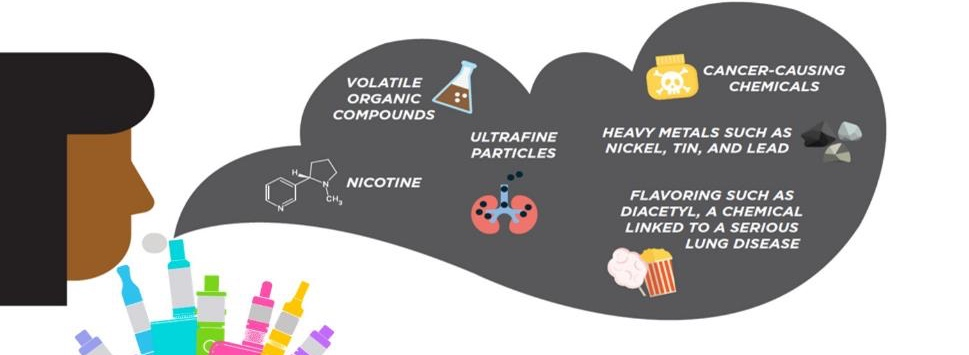 VOLATILE
ORGANIC
COMPOUNDS
CANCER-CAUSING
CHEMICALS
ULTRAFINE
PARTICLES
HEAVY METALS SUCH AS
NICKEL, TIN, AND LEAD
H
N
CH3
N
NICOTINE
FLAVORING SUCH AS
DIACETYL, A CHEMICAL
LINKED TO A SERIOUS
LUNG DISEASE